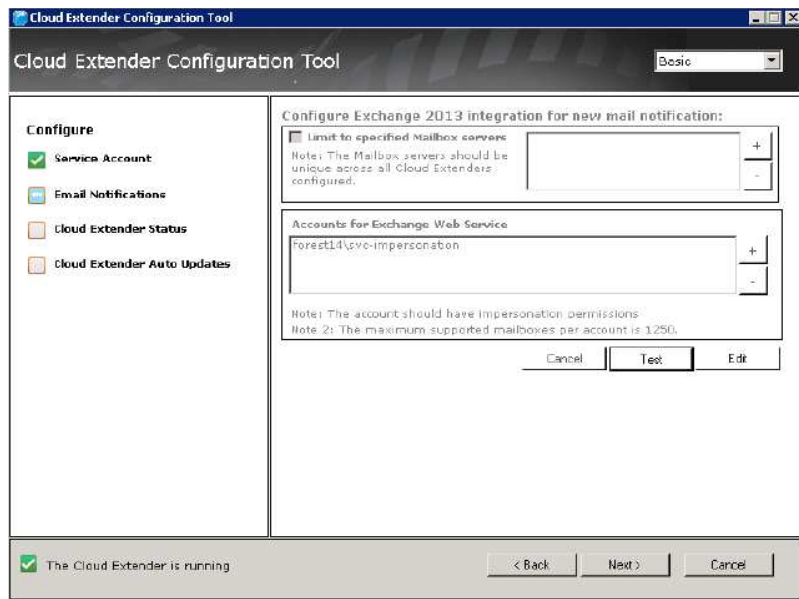 Cloud Extender Configuration Tool
Cloud Extender Configuration Tool
Basic
Configure
Service Account
Email Notifications
Cloud Extender Status
Cloud Extender Auto Updates
Configure Exchange 2013 integration for new mail notification:
Limit to specified Mailbox servers
Note: The Mailbox servers should be
unique across all Cloud Extenders
configured.
+
-
Accounts for Exchange Web Service
forest14\svc-impersonation
+
-
Note: The account should have impersonation permissions
Note 2: The maximum supported mailboxes per account is 1250.
Cancel
Test
Edit
The Cloud Extender is running
< Back
Next >
Cancel